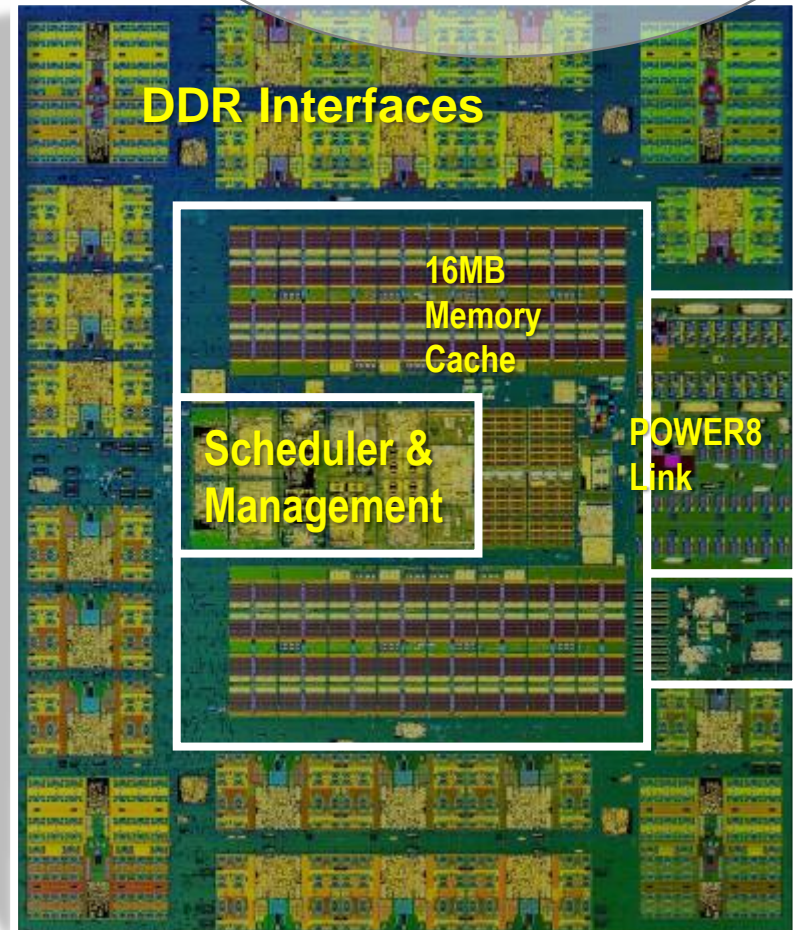 DDR Interfaces
16MB
Memory
Cache
Scheduler &
Management
POWER8
Link